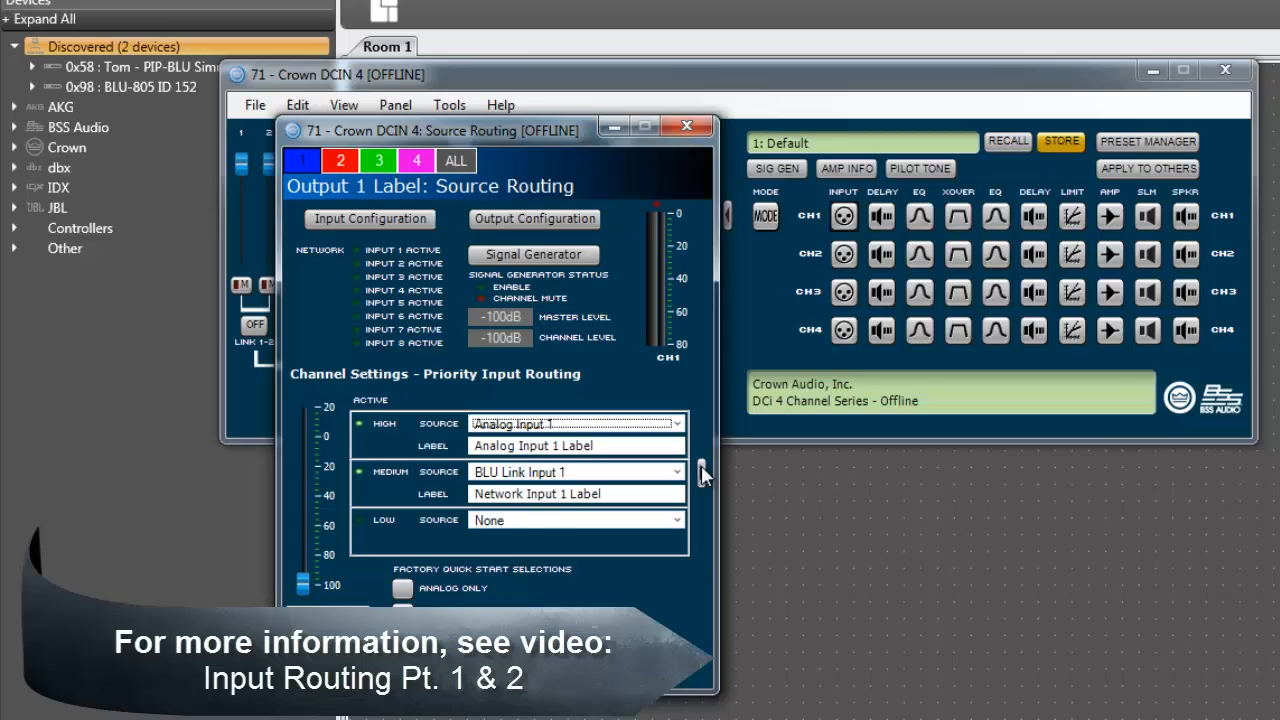 Devices
+ Expand All
Discovered (2 devices)
0x58 : Tom - PIP-BLU Sim
0x98 : BLU-805 ID 152
AKG
BSS Audio
Crown
dbx
IDX
JBL
Controllers
Other
Room 1
71 - Crown DCIN 4 [OFFLINE]
File Edit View Panel Tools Help
1 2
M M
OFF
LINK 1-2
71 - Crown DCIN 4: Source Routing [OFFLINE]
1 2 3 4 ALL
Output 1 Label: Source Routing
Input Configuration Output Configuration
NETWORK
INPUT 1 ACTIVE
INPUT 2 ACTIVE
INPUT 3 ACTIVE
INPUT 4 ACTIVE
INPUT 5 ACTIVE
INPUT 6 ACTIVE
INPUT 7 ACTIVE
INPUT 8 ACTIVE
Signal Generator
SIGNAL GENERATOR STATUS
ENABLE
CHANNEL MUTE
-100dB MASTER LEVEL
-100dB CHANNEL LEVEL
0
20
40
60
80
CH1
Channel Settings - Priority Input Routing
ACTIVE
20
0
20
40
60
80
100
HIGH SOURCE Analog Input 1
LABEL Analog Input 1 Label
MEDIUM SOURCE BLU Link Input 1
LABEL Network Input 1 Label
LOW SOURCE None
FACTORY QUICK START SELECTIONS
ANALOG ONLY
1: Default RECALL STORE PRESET MANAGER
SIG GEN AMP INFO PILOT TONE APPLY TO OTHERS
MODE INPUT DELAY EQ XOVER EQ DELAY LIMIT AMP SLM SPKR
MODE CH1 CH1
CH2 CH2
CH3 CH3
CH4 CH4
Crown Audio, Inc.
DCi 4 Channel Series - Offline
BSS AUDIO
For more information, see video:
Input Routing Pt. 1 & 2